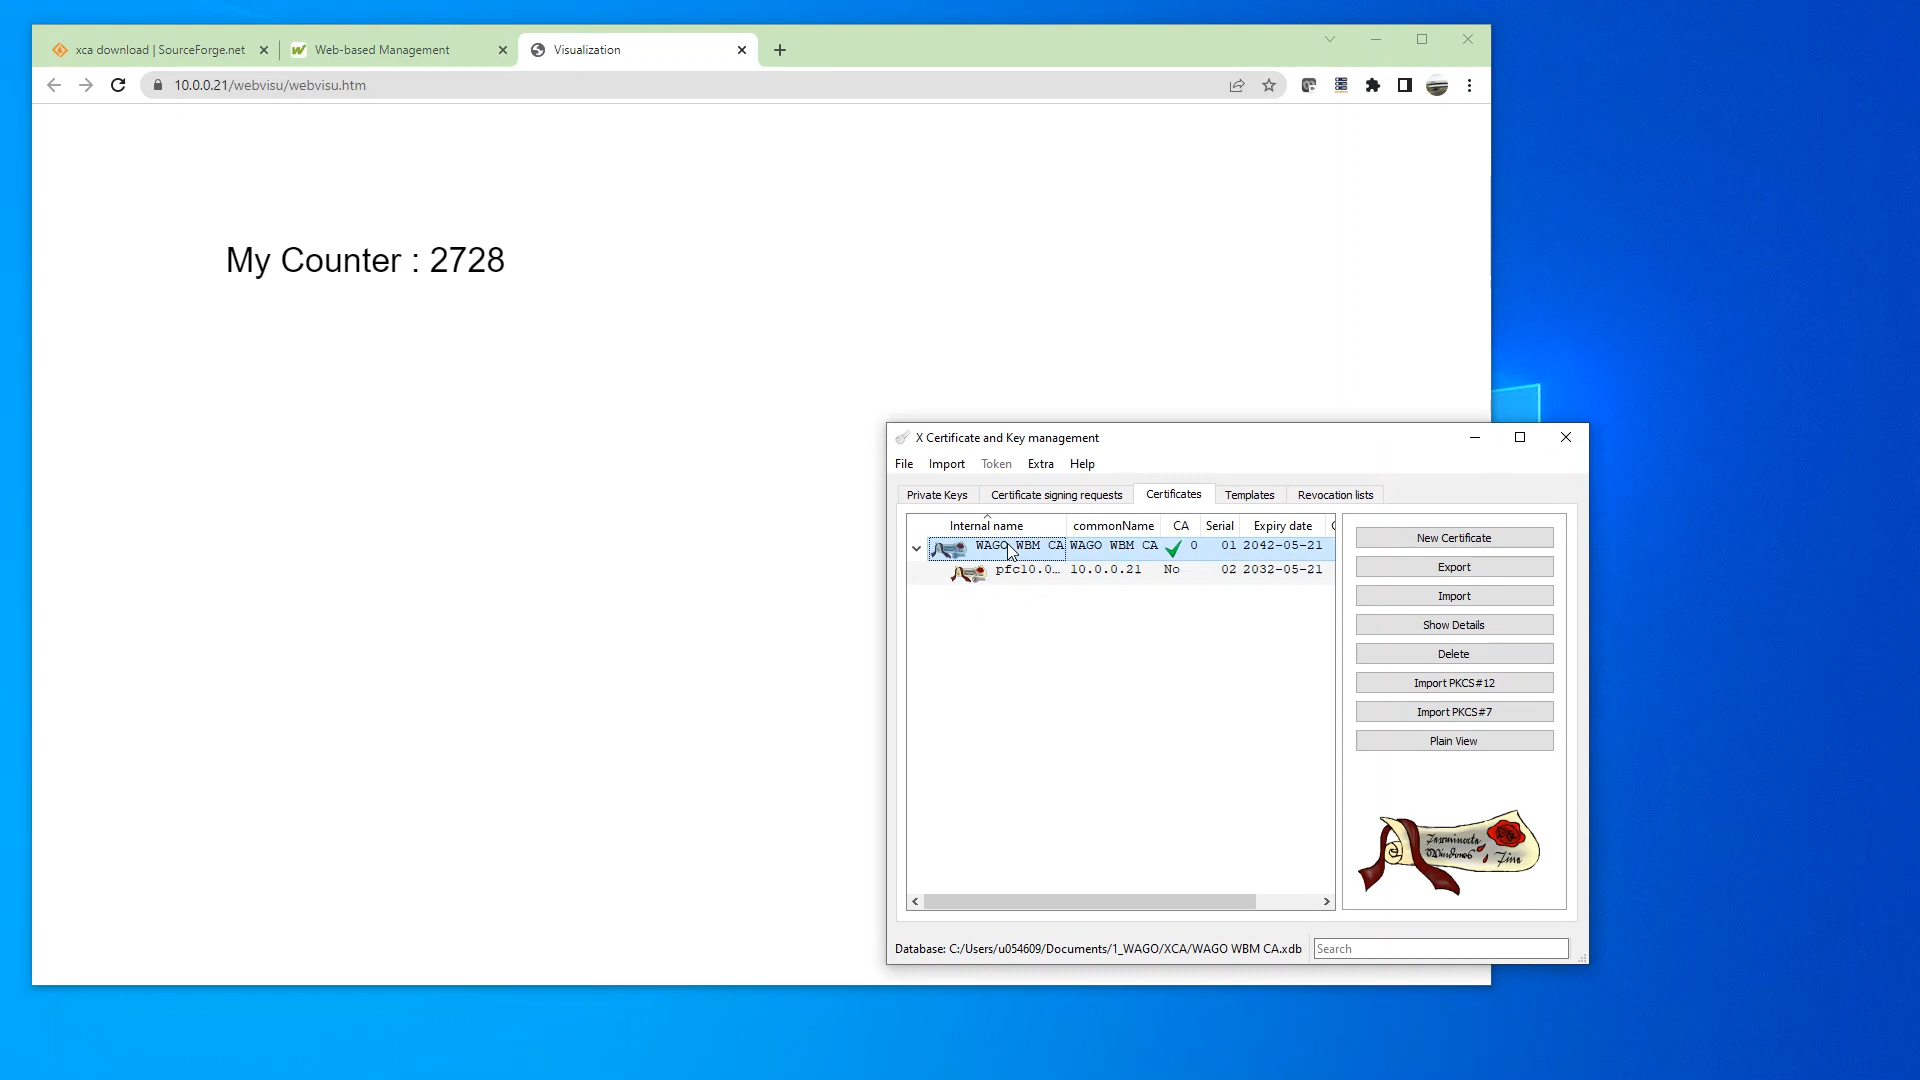 xca download | SourceForge.net
Web-based Management
Visualization
10.0.0.21/webvisu/webvisu.htm
My Counter : 2728
X Certificate and Key management
File Import Token Extra Help
Private Keys Certificate signing requests Certificates Templates Revocation lists
Internal name commonName CA Serial Expiry date
WAGO WBM CA WAGO WBM CA 0 01 2042-05-21
pfc10.0... 10.0.0.21 No 02 2032-05-21
New Certificate
Export
Import
Show Details
Delete
Import PKCS#12
Import PKCS#7
Plain View
Database: C:/Users/u054609/Documents/1_WAGO/XCA/WAGO WBM CA.xdb
Search